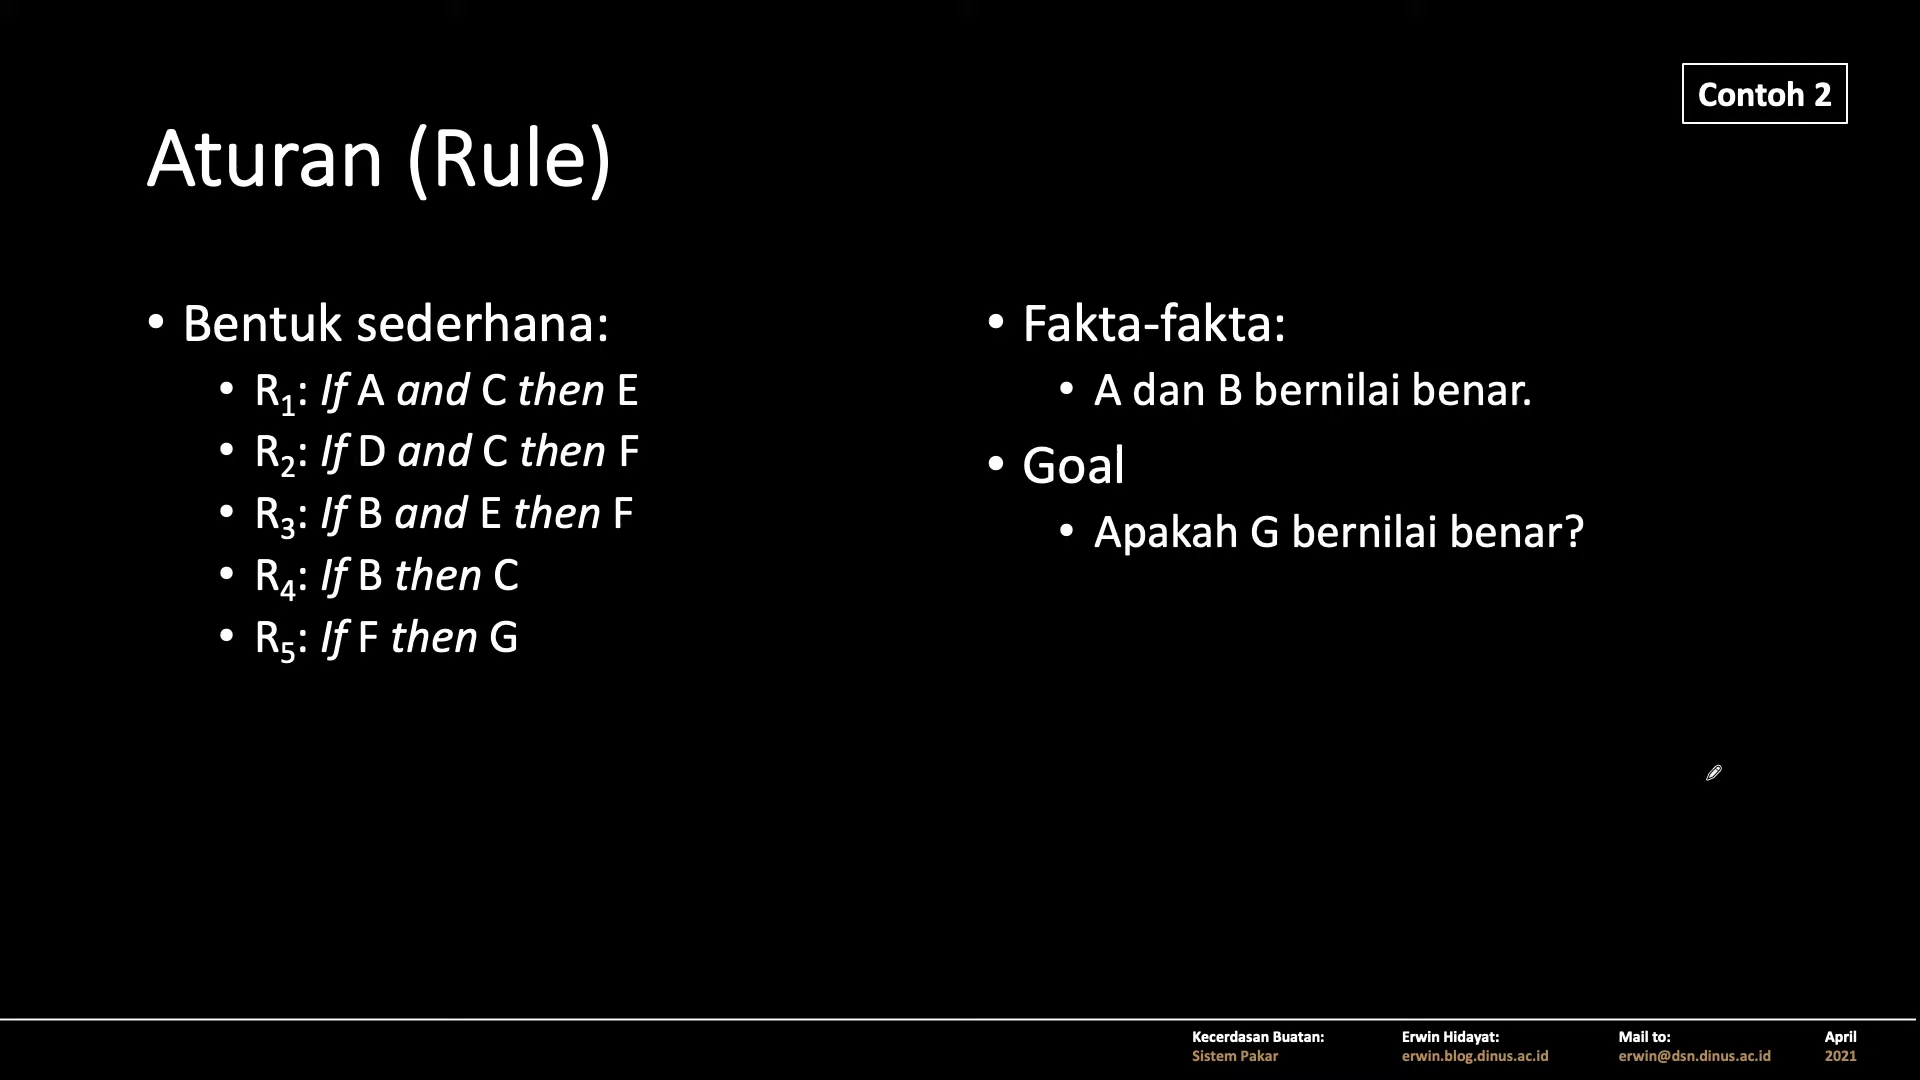 Contoh 2
Aturan (Rule)
• Bentuk sederhana:
• R₁: If A and C then E
• R₂: If D and C then F
• R₃: If B and E then F
• R₄: If B then C
• R₅: If F then G
• Fakta-fakta:
• A dan B bernilai benar.
• Goal
• Apakah G bernilai benar?
Kecerdasan Buatan:
Sistem Pakar
Erwin Hidayat:
erwin.blog.dinus.ac.id
Mail to:
erwin@dsn.dinus.ac.id
April
2021